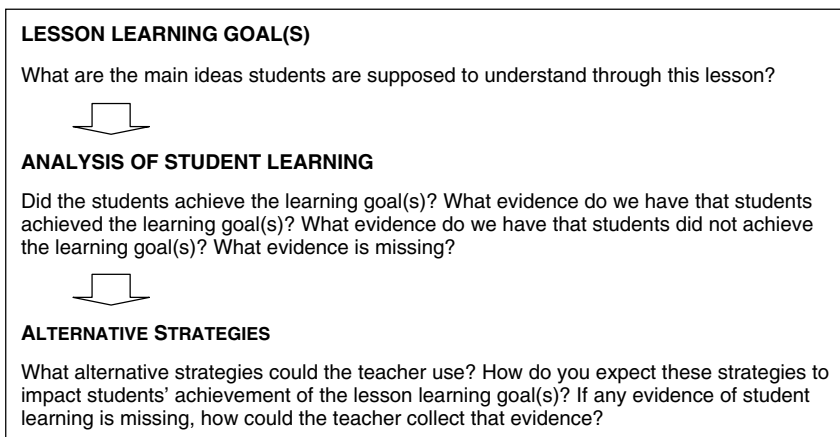 LESSON LEARNING GOAL(S)
What are the main ideas students are supposed to understand through this lesson?
ANALYSIS OF STUDENT LEARNING
Did the students achieve the learning goal(s)? What evidence do we have that students
achieved the learning goal(s)? What evidence do we have that students did not achieve
the learning goal(s)? What evidence is missing?
ALTERNATIVE STRATEGIES
What alternative strategies could the teacher use? How do you expect these strategies to
impact students’ achievement of the lesson learning goal(s)? If any evidence of student
learning is missing, how could the teacher collect that evidence?